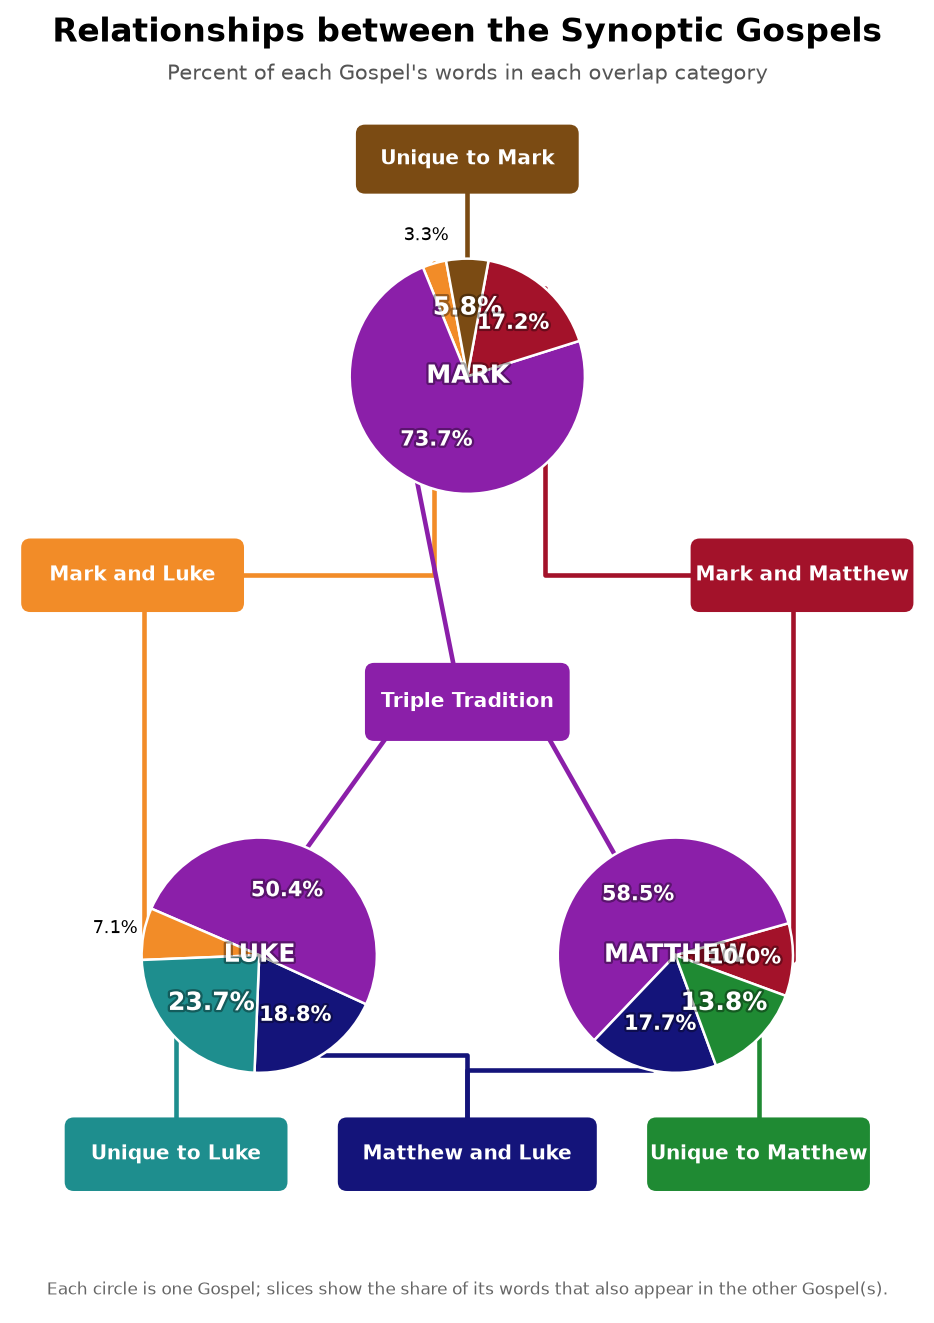 Relationships between the Synoptic Gospels
Percent of each Gospel's words in each overlap category
Unique to Mark
3.3%
5.8%
17.2%
MARK
73.7%
Mark and Luke
Mark and Matthew
Triple Tradition
50.4%
58.5%
7.1%
LUKE
MATTHEW
10.0%
23.7%
13.8%
18.8%
17.7%
Unique to Luke
Matthew and Luke
Unique to Matthew
Each circle is one Gospel; slices show the share of its words that also appear in the other Gospel(s).